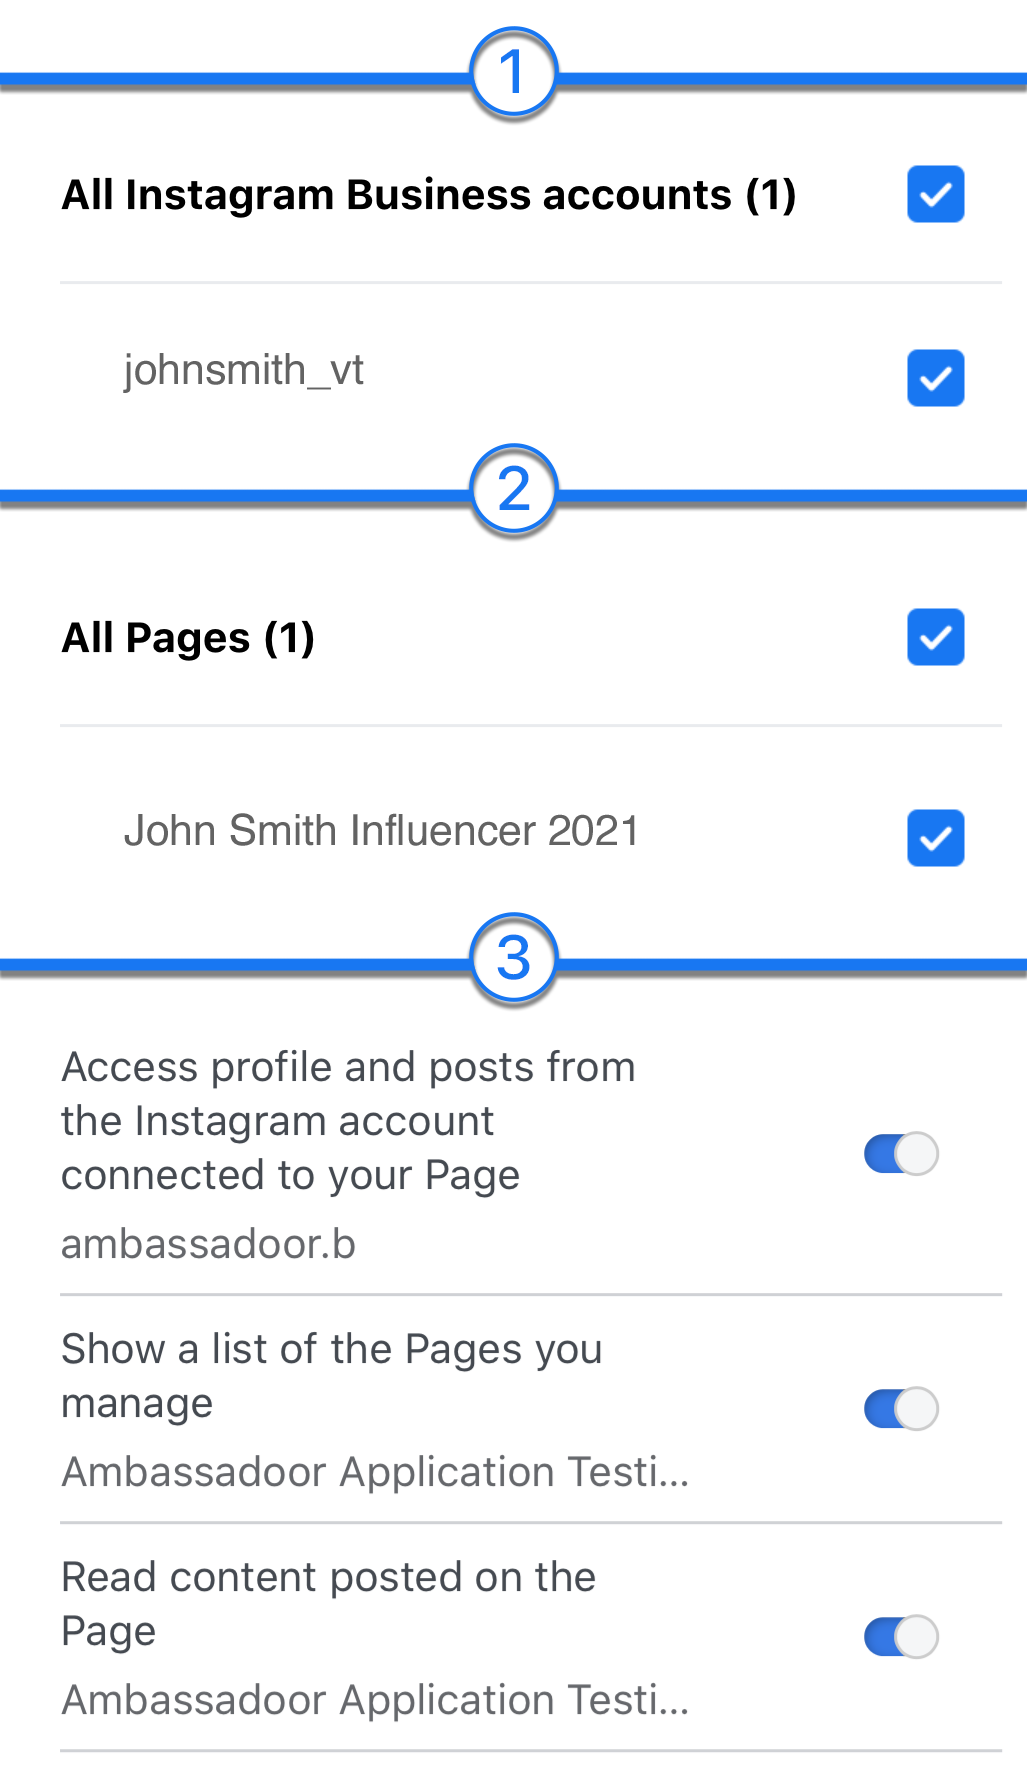 1
All Instagram Business accounts (1)
johnsmith_vt
2
All Pages (1)
John Smith Influencer 2021
3
Access profile and posts from
the Instagram account
connected to your Page
ambassadoor.b
Show a list of the Pages you
manage
Ambassadoor Application Testi...
Read content posted on the
Page
Ambassadoor Application Testi...